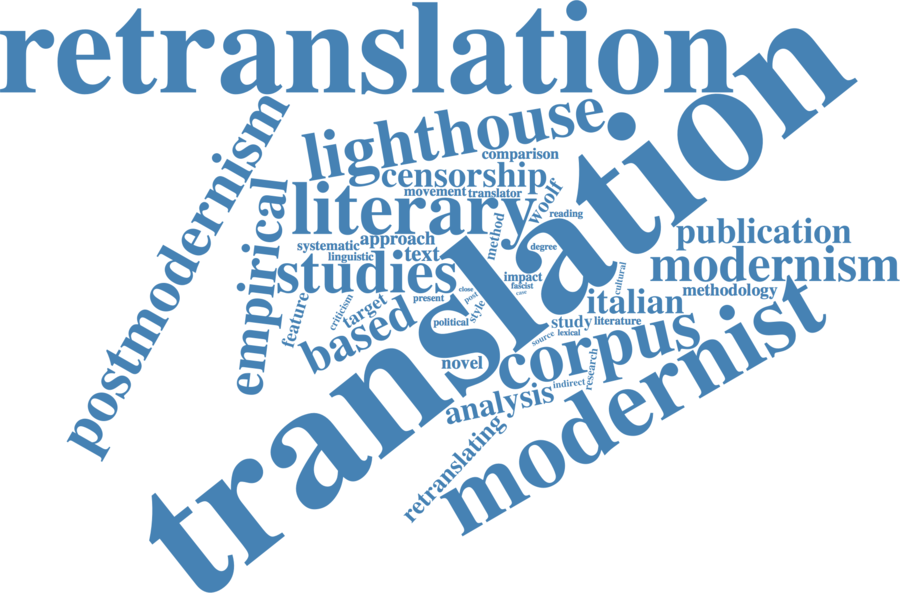 retranslation
translation
lighthouse
comparison
censorship
movement
translator
literary
woolf
reading
postmodernism
empirical
systematic
approach
method
degree
publication
linguistic
text
studies
modernism
impact
cultural
fascist
case
methodology
close
post
present
italian
feature
criticism
target
based
style
political
study
literature
source
lexical
corpus
modernist
novel
research
indirect
analysis
retranslating